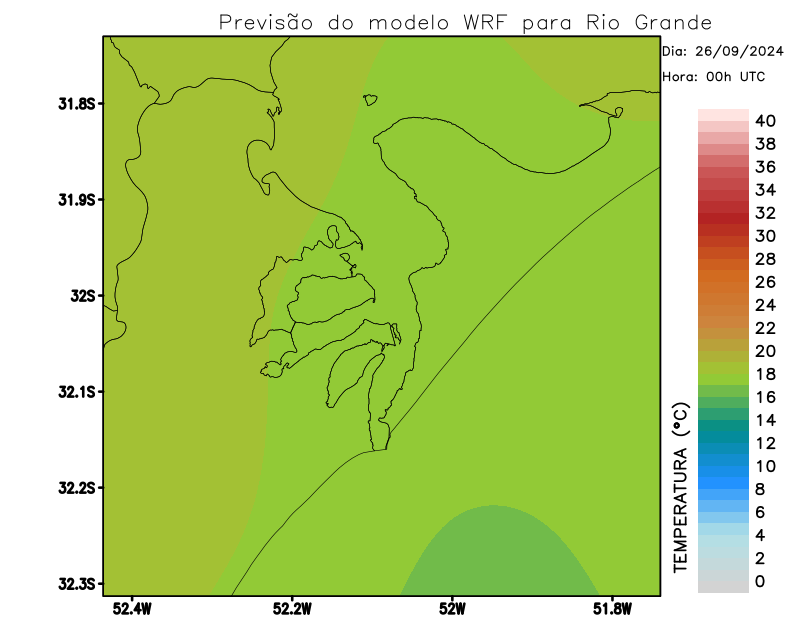 Previsão do modelo WRF para Rio Grande
Dia: 26/09/2024
Hora: 00h UTC
31.8S
31.9S
32S
32.1S
32.2S
32.3S
52.4W
52.2W
52W
51.8W
TEMPERATURA (°C)
40
38
36
34
32
30
28
26
24
22
20
18
16
14
12
10
8
6
4
2
0